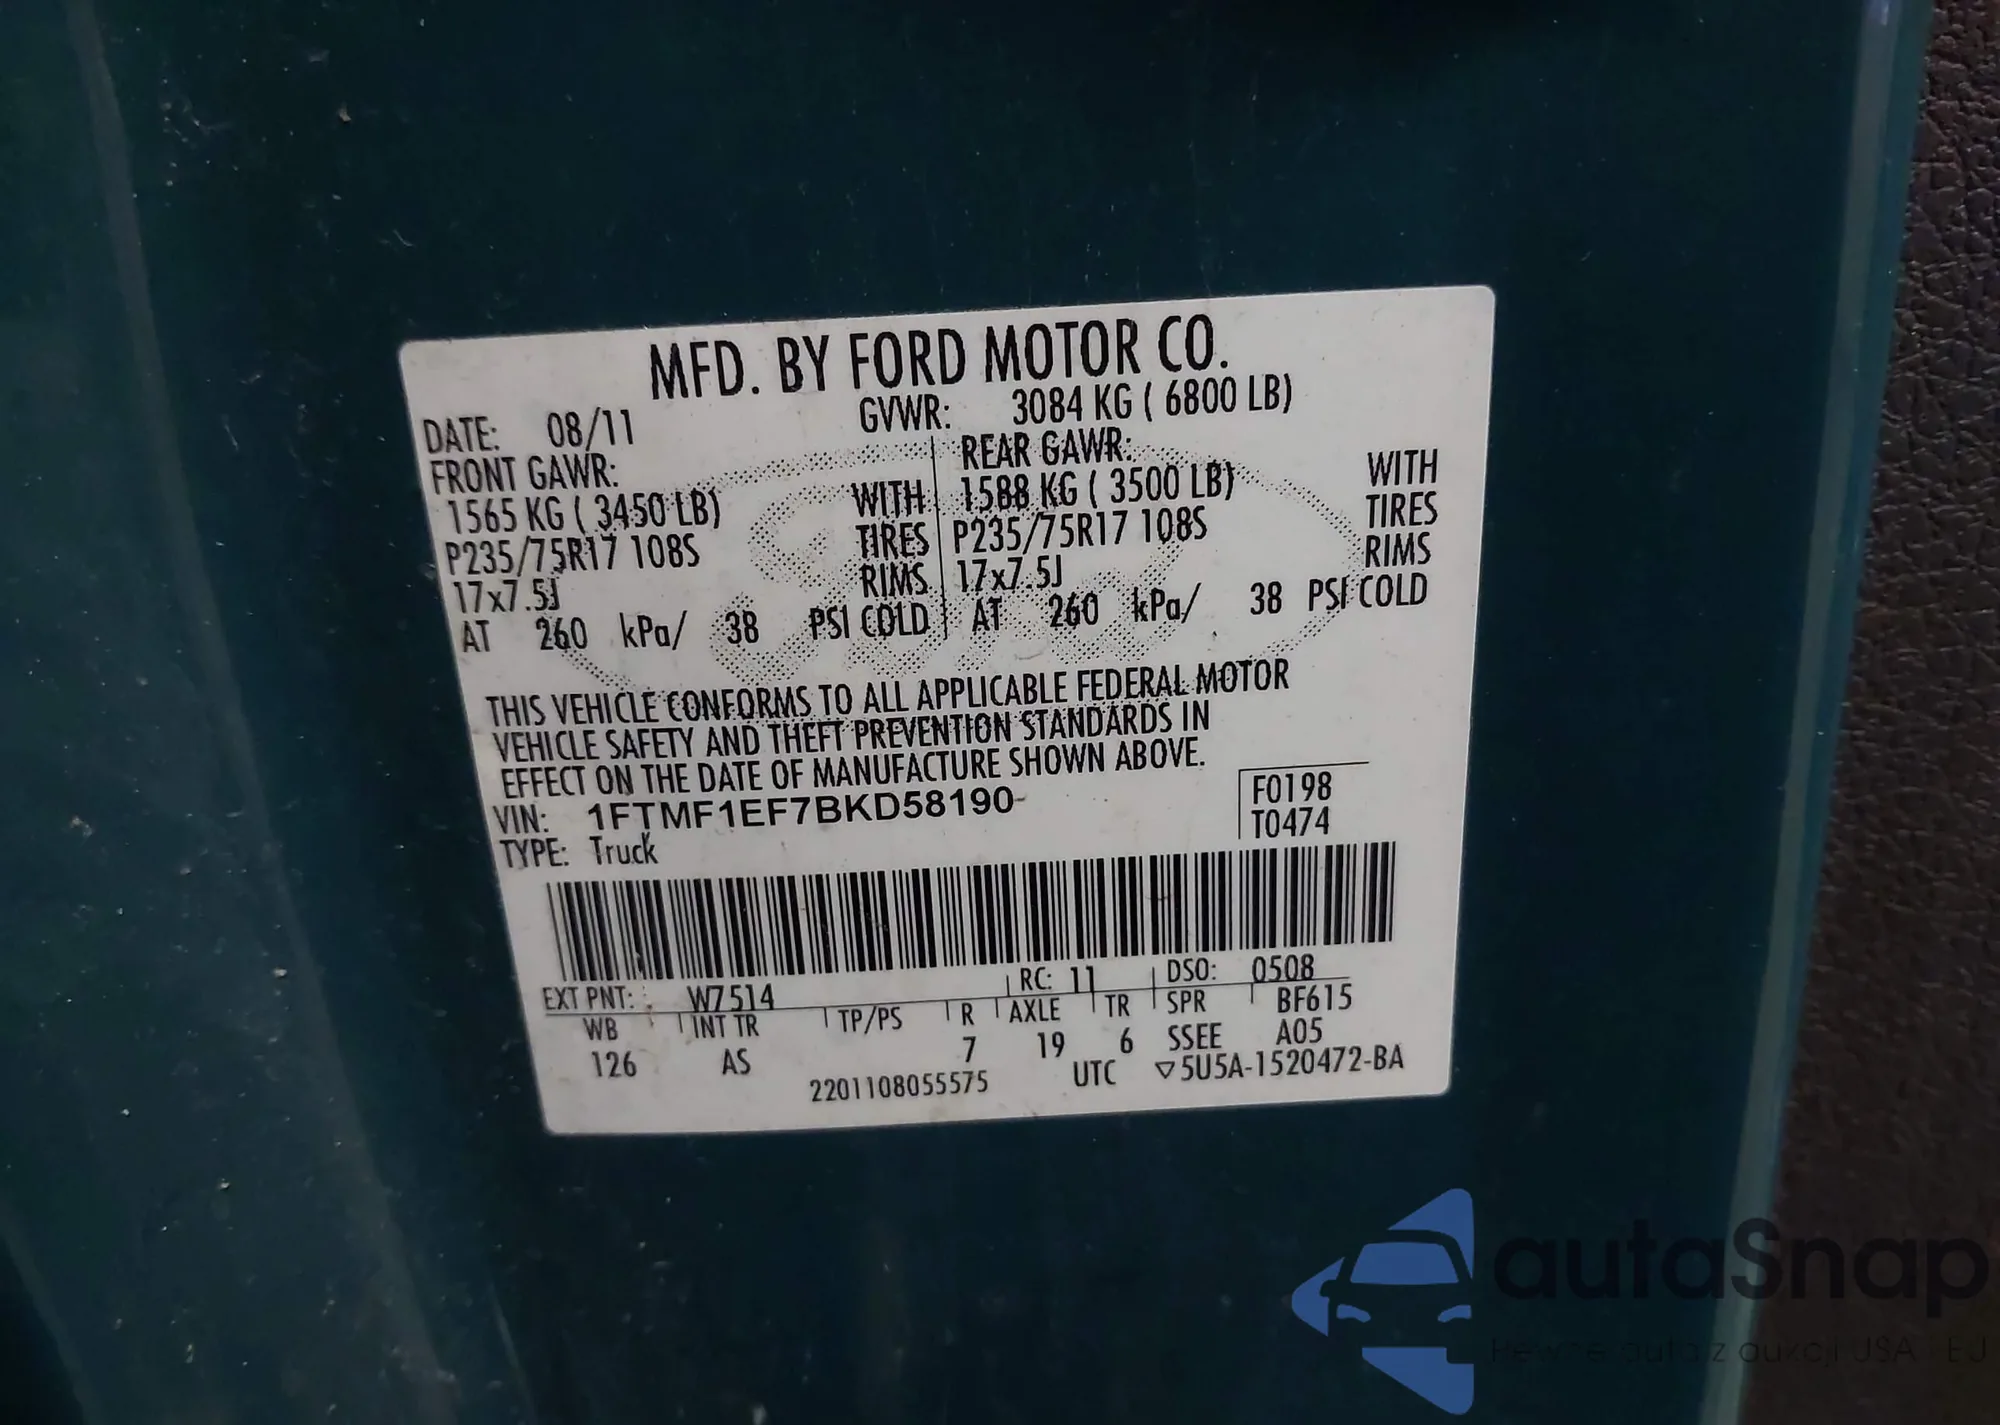 MFD. BY FORD MOTOR CO.
DATE: 08/11 GVWR: 3084 KG ( 6800 LB)
FRONT GAWR: REAR GAWR:
1565 KG ( 3450 LB) WITH 1588 KG ( 3500 LB) WITH
P235/75R17 108S TIRES P235/75R17 108S TIRES
17x7.5J RIMS 17x7.5J RIMS
AT 260 kPa/ 38 PSI COLD AT 260 kPa/ 38 PSI COLD
THIS VEHICLE CONFORMS TO ALL APPLICABLE FEDERAL MOTOR
VEHICLE SAFETY AND THEFT PREVENTION STANDARDS IN
EFFECT ON THE DATE OF MANUFACTURE SHOWN ABOVE.
VIN: 1FTMF1EF7BKD58190 F0198
TYPE: Truck T0474
EXT PNT: W7514 RC: 11 DSO: 0508
WB INT TR TP/PS R AXLE TR SPR BF615
126 AS 7 19 6 SSEE A05
2201108055575 UTC ▽5U5A-1520472-BA
autaSnap
auta z aukcji USA EU